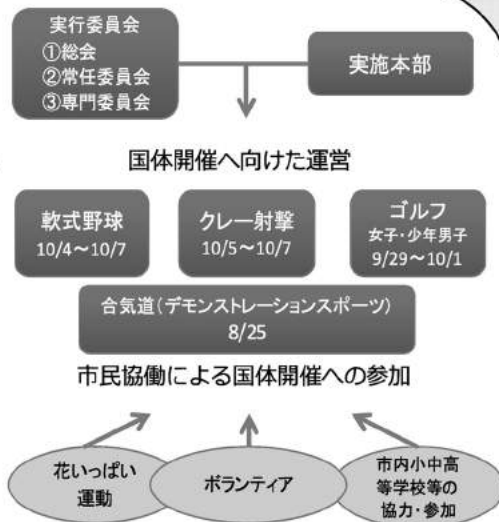 実行委員会
①総会
②常任委員会
③専門委員会
実施本部
国体開催へ向けた運営
軟式野球
10/4～10/7
クレー射撃
10/5～10/7
ゴルフ
女子・少年男子
9/29～10/1
合気道(デモンストレーションスポーツ)
8/25
市民協働による国体開催への参加
花いっぱい
運動
ボランティア
市内小中高
等学校等の
協力・参加